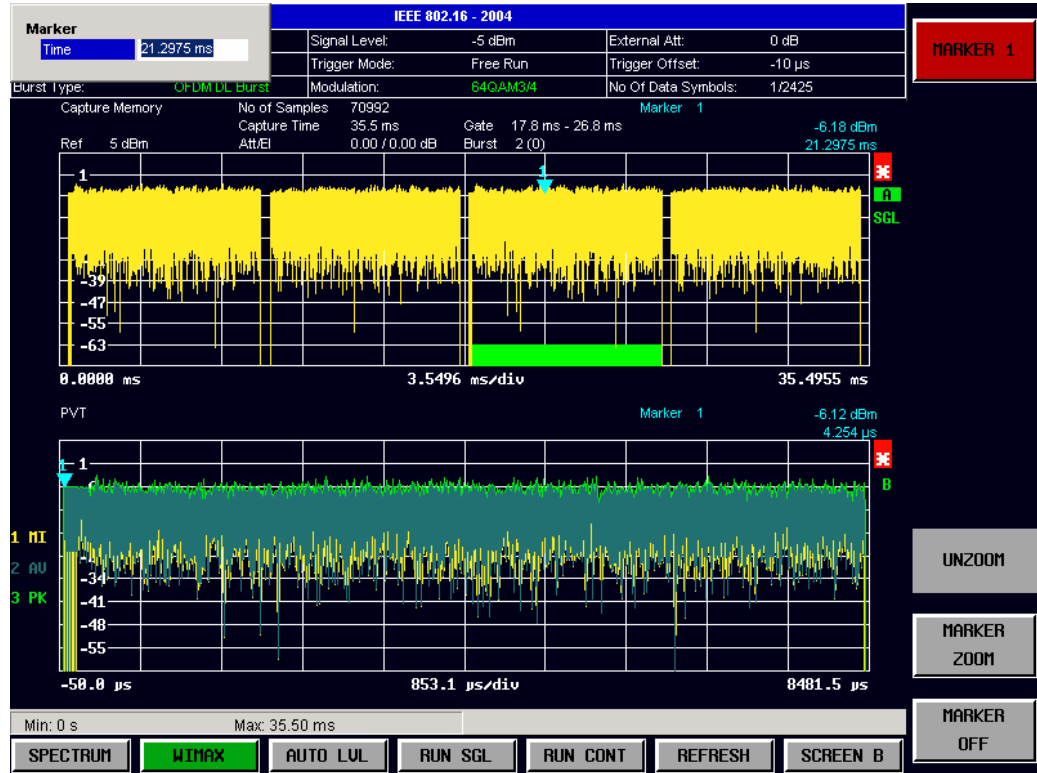 IEEE 802.16 - 2004
Marker
Time 21.2975 ms
Signal Level: -5 dBm External Att: 0 dB
Trigger Mode: Free Run Trigger Offset: -10 µs
Burst Type: OFDM DL Burst Modulation: 64QAM3/4 No Of Data Symbols: 1/2425
MARKER 1
Capture Memory No of Samples 70992 Marker 1
Capture Time 35.5 ms Gate 17.8 ms - 26.8 ms -6.18 dBm
Ref 5 dBm Att/El 0.00 / 0.00 dB Burst 2 (0) 21.2975 ms
1
1
A
SGL
-39
-47
-55
-63
0.0000 ms 3.5496 ms/div 35.4955 ms
PVT Marker 1 -6.12 dBm
4.254 µs
1
1
B
1 MI
2 AV
3 PK
-34
-41
-48
-55
-50.0 µs 853.1 µs/div 8481.5 µs
UNZOOM
MARKER
ZOOM
MARKER
OFF
Min: 0 s Max: 35.50 ms
SPECTRUM WIMAX AUTO LVL RUN SGL RUN CONT REFRESH SCREEN B